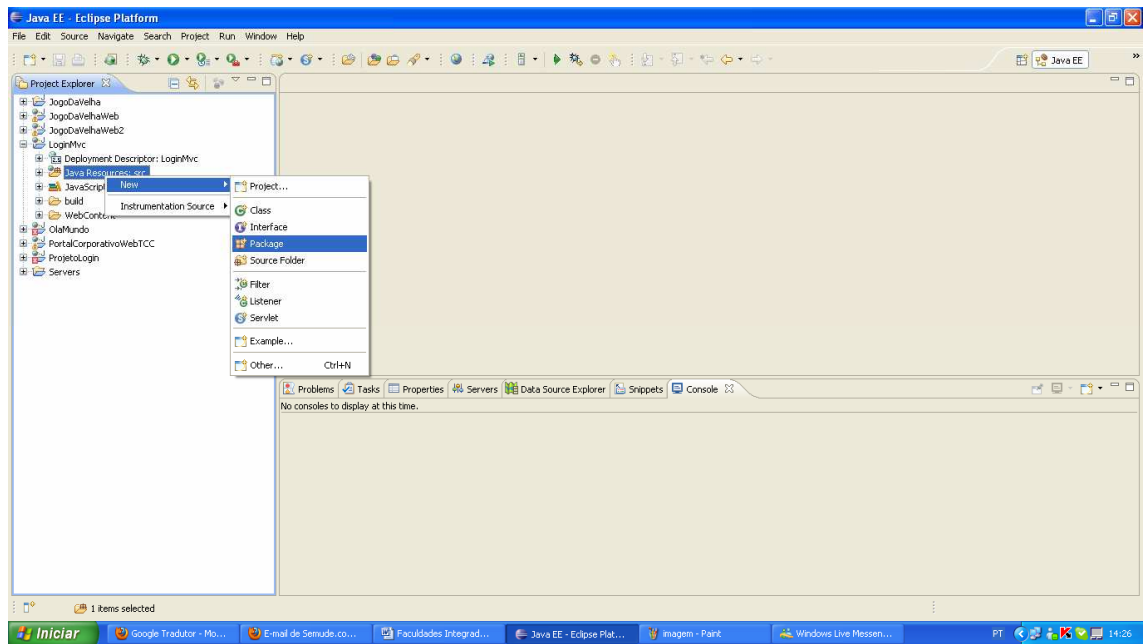 Java EE - Eclipse Platform
File Edit Source Navigate Search Project Run Window Help
Java EE
Project Explorer
JogoDaVelha
JogoDaVelhaWeb
JogoDaVelhaWeb2
LoginMvc
Deployment Descriptor: LoginMvc
Java Resources: src
JavaScript
build
WebContent
OlaMundo
PortalCorporativoWebTCC
ProjetoLogin
Servers
New
Instrumentation Source
Project...
Class
Interface
Package
Source Folder
Filter
Listener
Servlet
Example...
Other... Ctrl+N
Problems Tasks Properties Servers Data Source Explorer Snippets Console
No consoles to display at this time.
1 items selected
Iniciar Google Tradutor - Mo... E-mail de Semude.co... Faculdades Integrad... Java EE - Eclipse Plat... imagem - Paint Windows Live Messen... PT 14:26